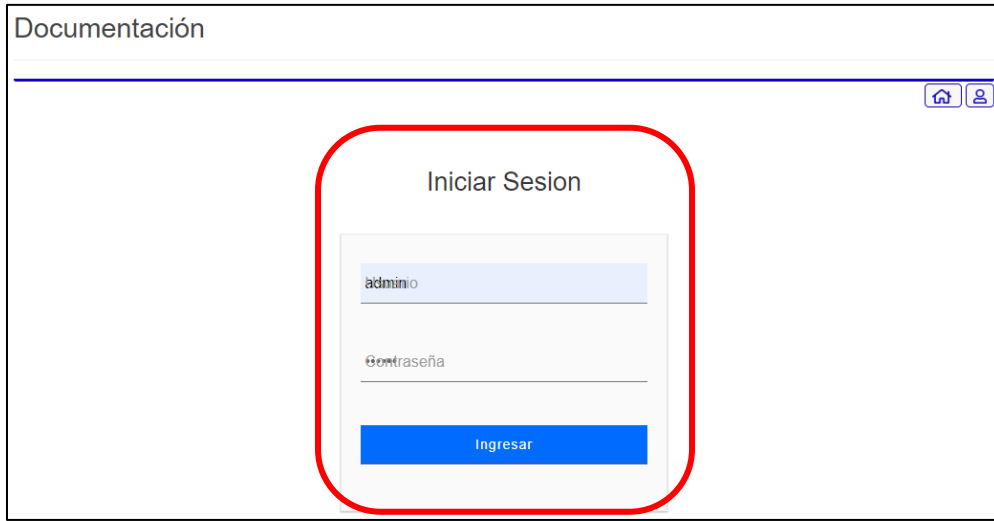 Documentación
Iniciar Sesion
admin
Contraseña
Ingresar